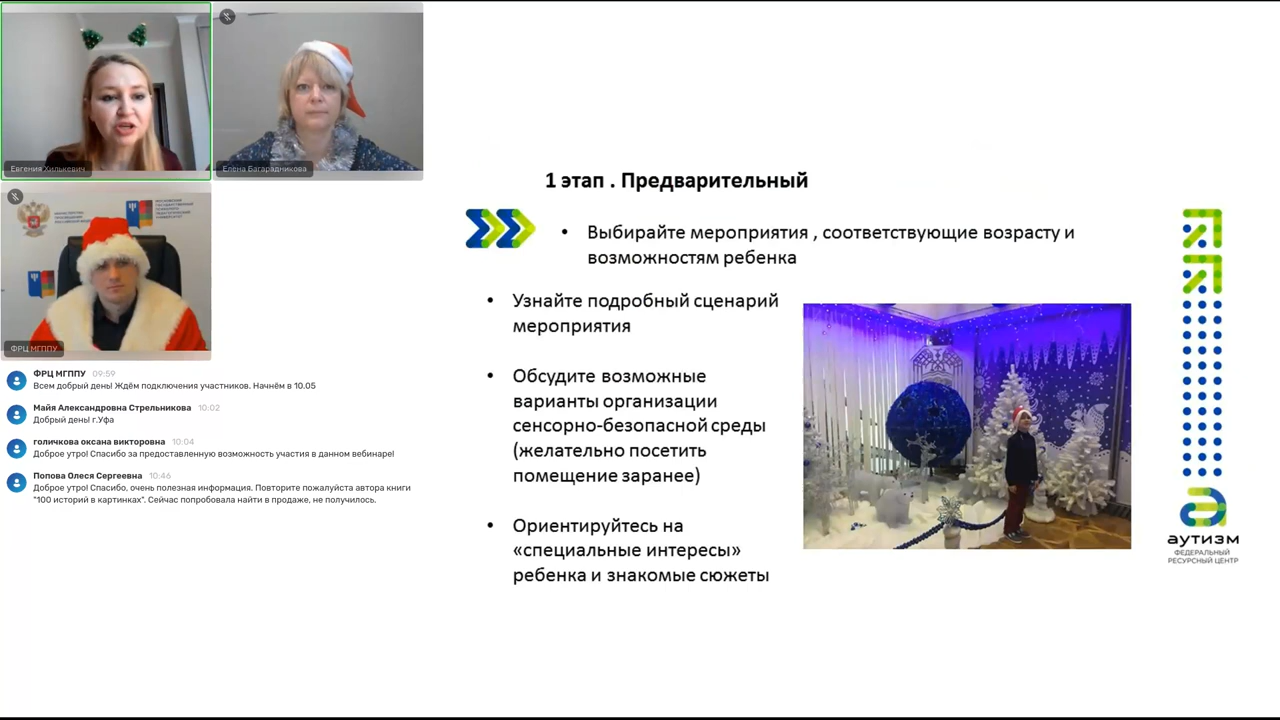 Евгения Хилькевич
Елена Багарадникова
ФРЦ МГППУ
ФРЦ МГППУ 09:59
Всем добрый день! Ждём подключения участников. Начнём в 10.05
Майя Александровна Стрельникова 10:02
Добрый день! г.Уфа
голичкова оксана викторовна 10:04
Доброе утро! Спасибо за предоставленную возможность участия в данном вебинаре!
Попова Олеся Сергеевна 10:46
Доброе утро! Спасибо, очень полезная информация. Повторите пожалуйста автора книги
"100 историй в картинках". Сейчас попробовала найти в продаже, не получилось.
1 этап . Предварительный
• Выбирайте мероприятия , соответствующие возрасту и
возможностям ребенка
• Узнайте подробный сценарий
мероприятия
• Обсудите возможные
варианты организации
сенсорно-безопасной среды
(желательно посетить
помещение заранее)
• Ориентируйтесь на
«специальные интересы»
ребенка и знакомые сюжеты
аутизм
ФЕДЕРАЛЬНЫЙ
РЕСУРСНЫЙ ЦЕНТР